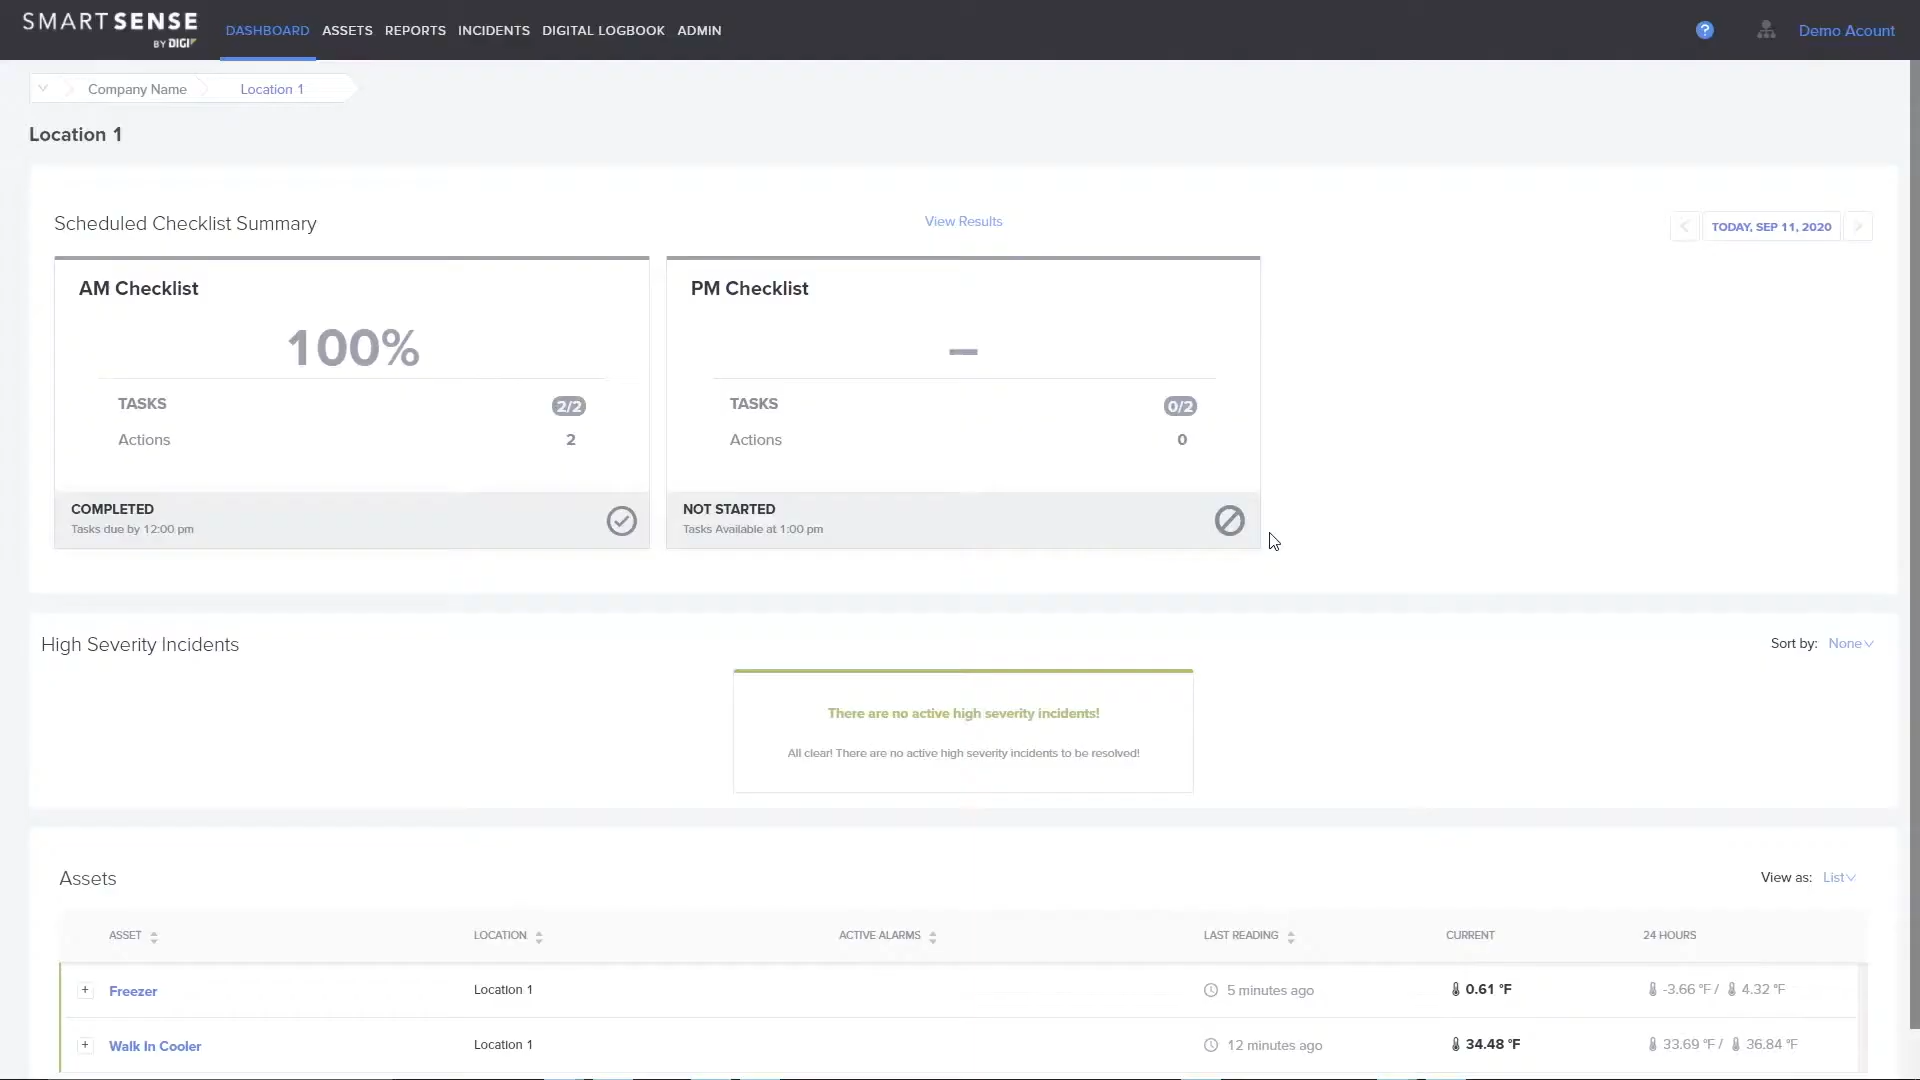 SMARTSENSE
BY DIGI
DASHBOARD ASSETS REPORTS INCIDENTS DIGITAL LOGBOOK ADMIN
? Demo Acount
Company Name Location 1
Location 1
Scheduled Checklist Summary
View Results
TODAY, SEP 11, 2020
AM Checklist
100%
TASKS 2/2
Actions 2
COMPLETED
Tasks due by 12:00 pm
PM Checklist
–
TASKS 0/2
Actions 0
NOT STARTED
Tasks Available at 1:00 pm
High Severity Incidents
Sort by: None
There are no active high severity incidents!
All clear! There are no active high severity incidents to be resolved!
Assets
View as: List
ASSET LOCATION ACTIVE ALARMS LAST READING CURRENT 24 HOURS
+ Freezer Location 1 5 minutes ago 0.61 °F -3.66 °F / 4.32 °F
+ Walk In Cooler Location 1 12 minutes ago 34.48 °F 33.69 °F / 36.84 °F